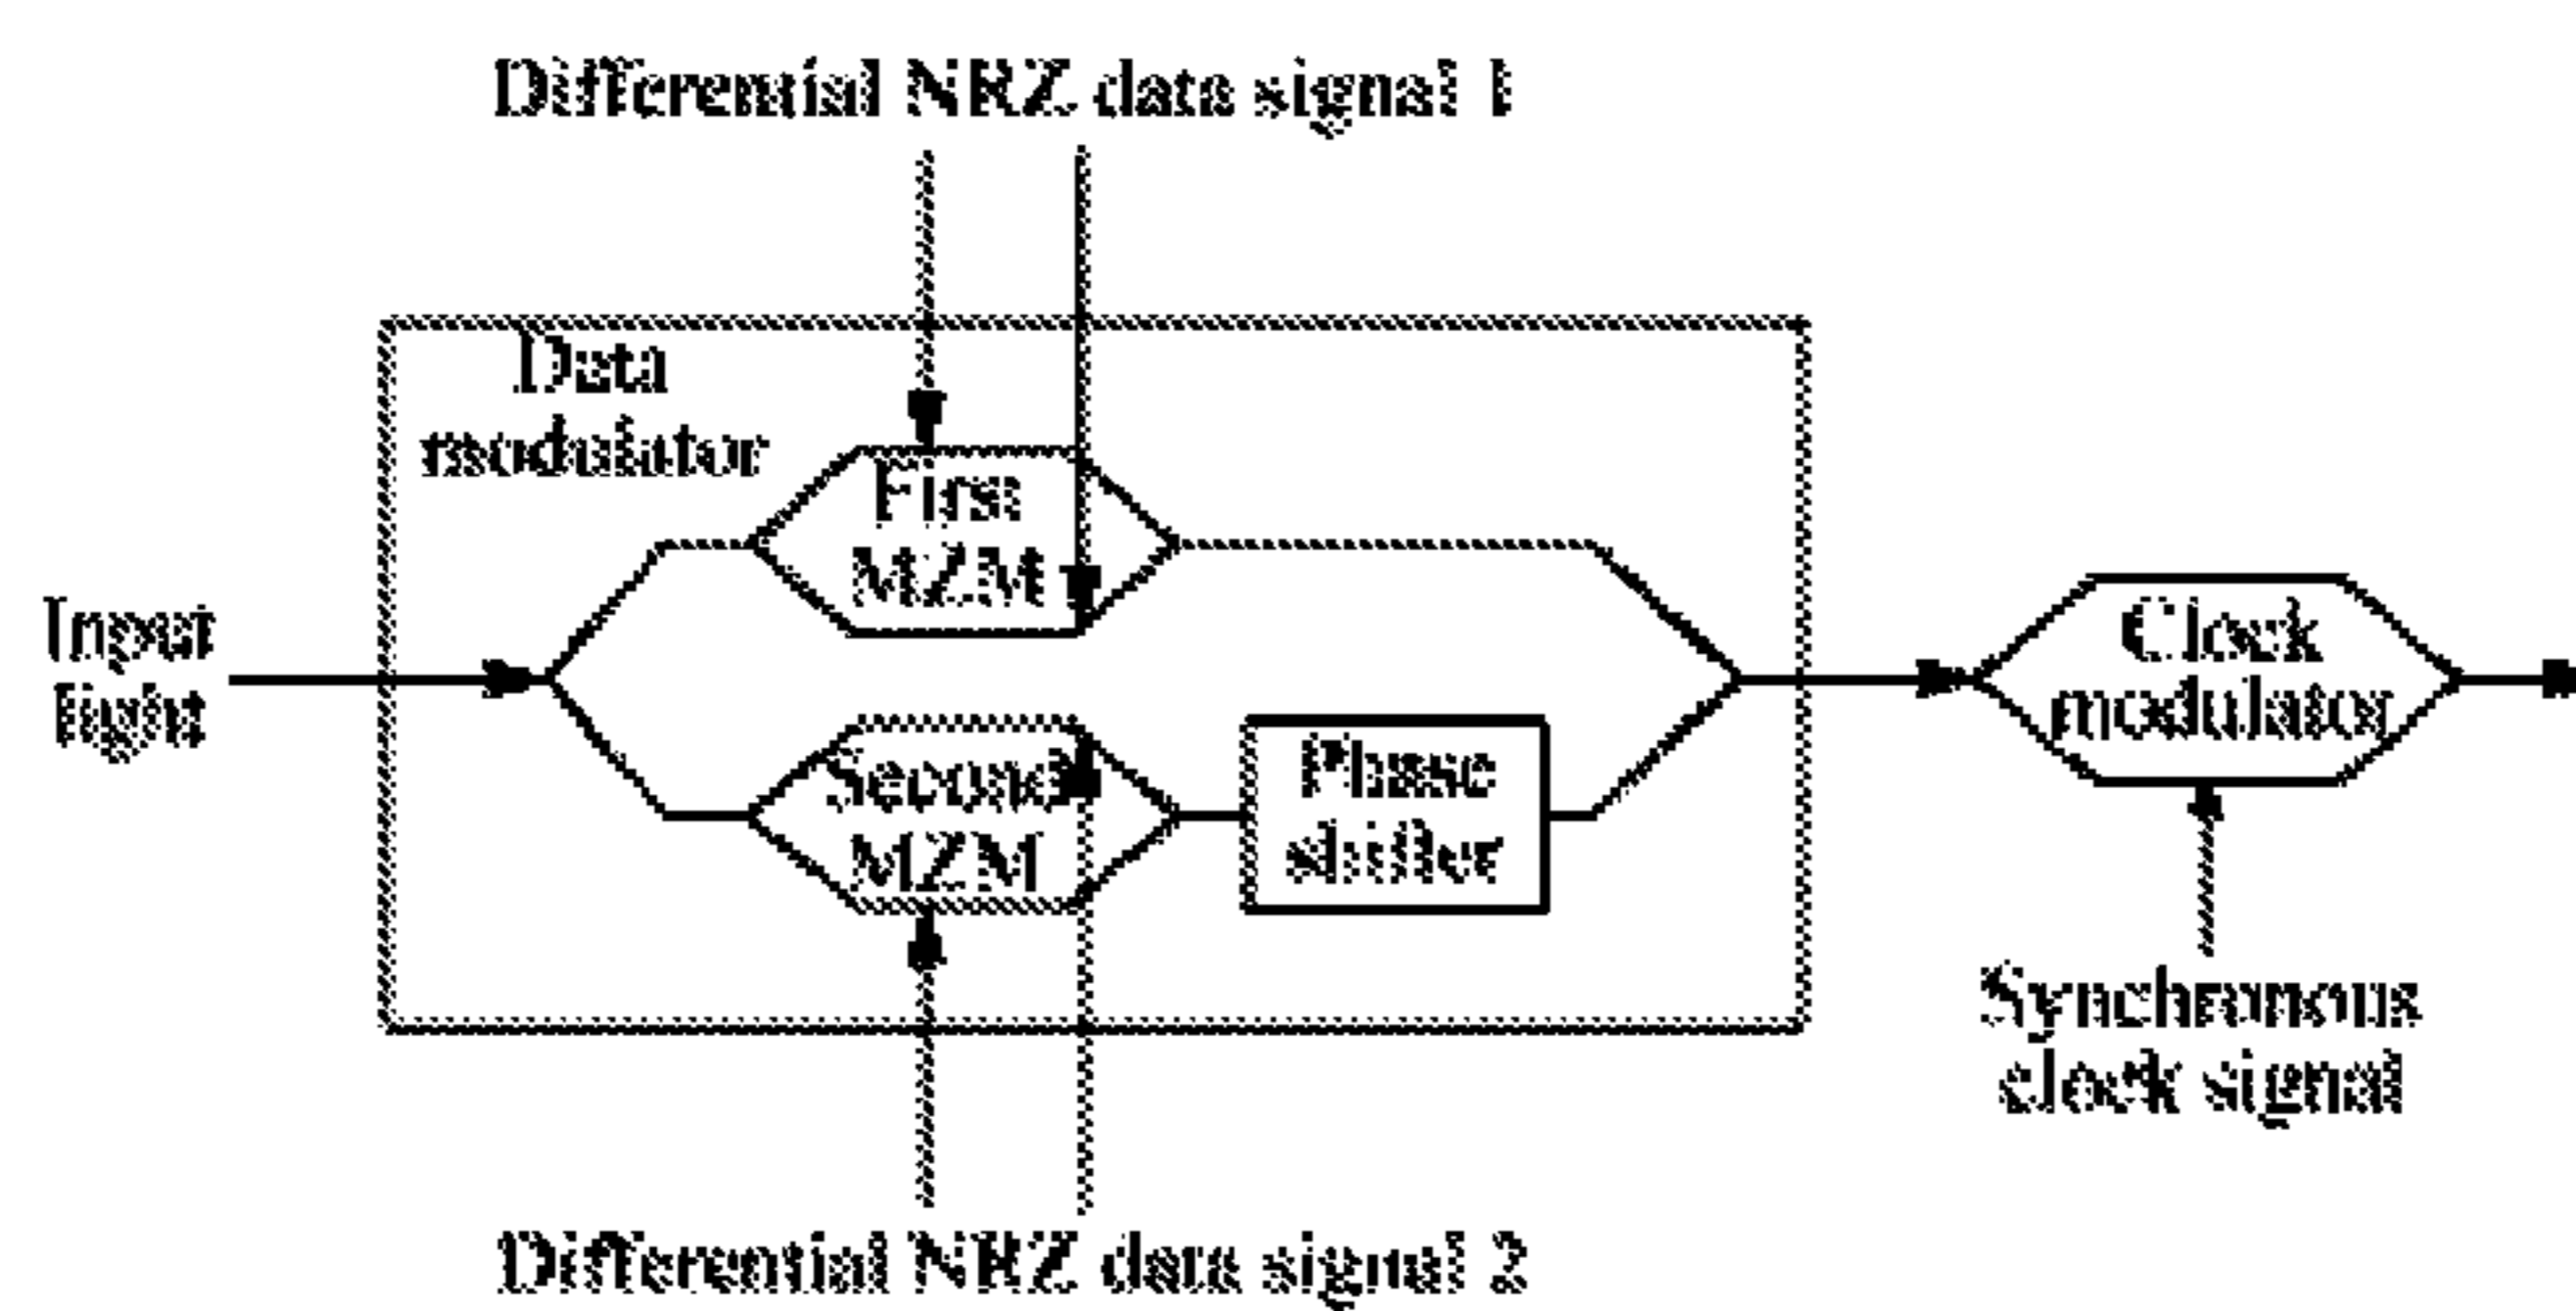 Differential NRZ data signal 1
Data
modulator
First
MZM
Input
light
Second
MZM
Phase
shifter
Clock
modulator
Synchronous
clock signal
Differential NRZ data signal 2